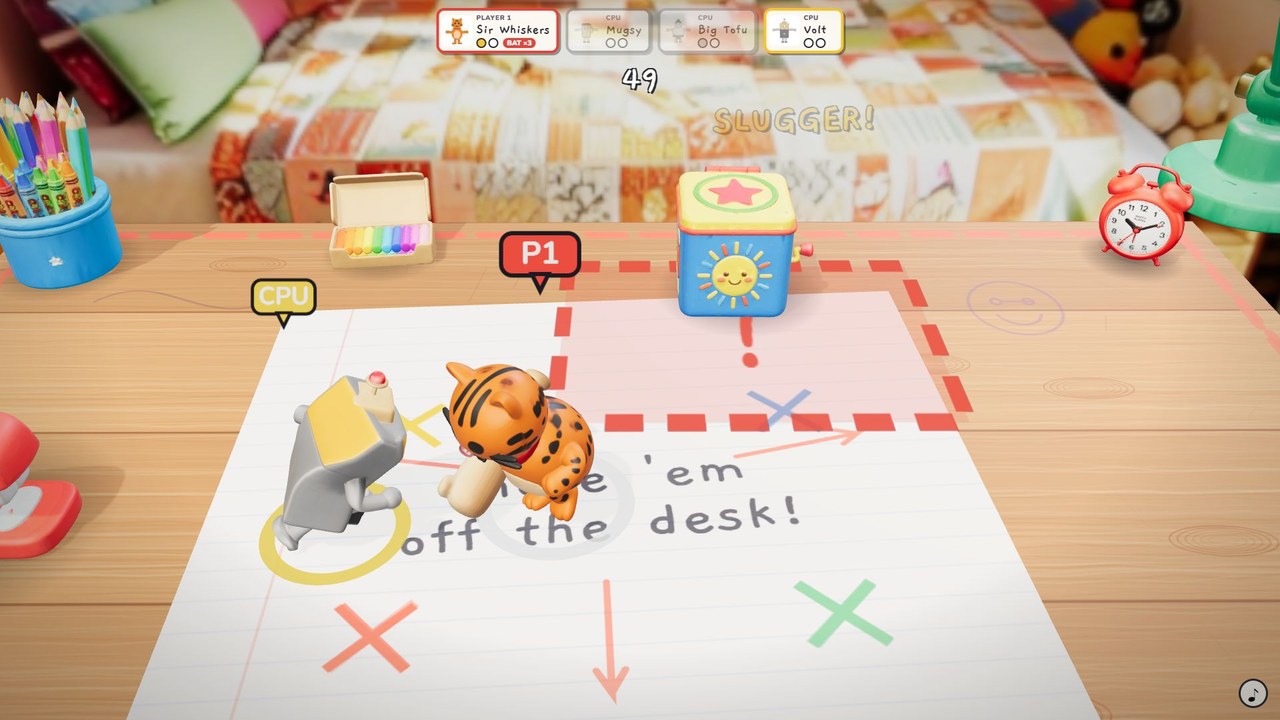 PLAYER 1
Sir Whiskers
BAT ×3
CPU
Mugsy
CPU
Big Tofu
CPU
Volt
49
SLUGGER!
P1
CPU
!
'em
off the desk!